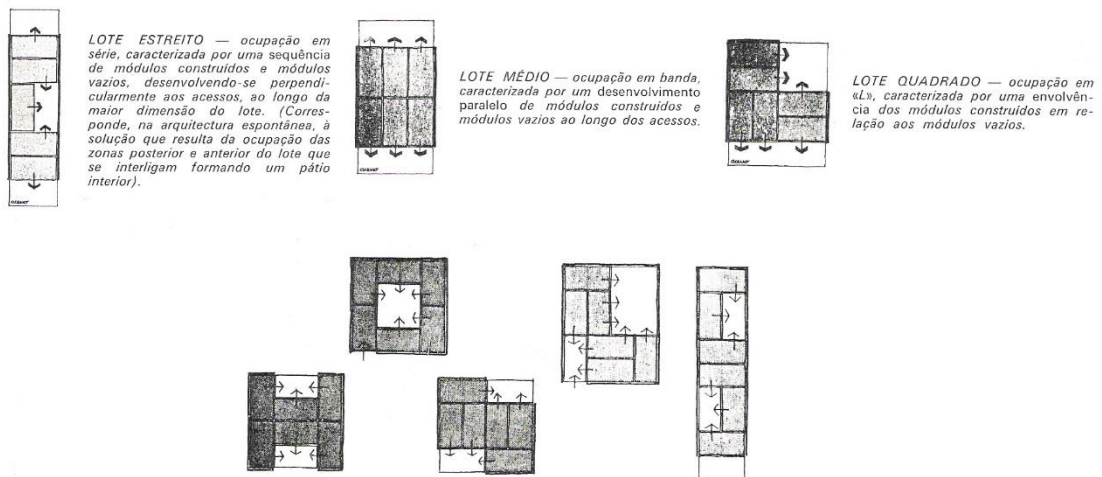 LOTE ESTREITO — ocupação em
série, caracterizada por uma sequência
de módulos construídos e módulos
vazios, desenvolvendo-se perpendi-
cularmente aos acessos, ao longo da
maior dimensão do lote. (Corres-
ponde, na arquitectura espontânea, à
solução que resulta da ocupação das
zonas posterior e anterior do lote que
se interligam formando um pátio
interior).
LOTE MÉDIO — ocupação em banda,
caracterizada por um desenvolvimento
paralelo de módulos construídos e
módulos vazios ao longo dos acessos.
LOTE QUADRADO — ocupação em
«L», caracterizada por uma envolvên-
cia dos módulos construídos em re-
lação aos módulos vazios.